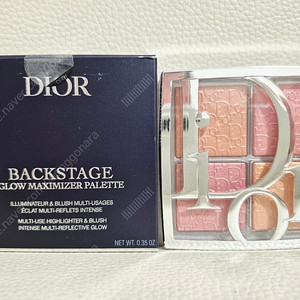 DIOR
BACKSTAGE
GLOW MAXIMIZER PALETTE
ILLUMINATEUR & BLUSH MULTI-USAGES
ÉCLAT MULTI-REFLETS INTENSE
MULTI-USE HIGHLIGHTER & BLUSH
INTENSE MULTI-REFLECTIVE GLOW
NET WT. 0.35 OZ